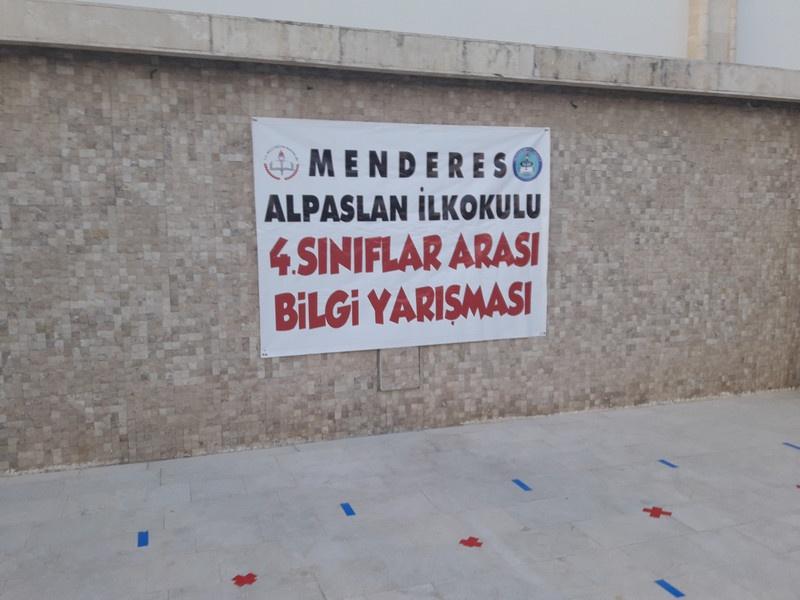 MENDERES
ALPASLAN İLKOKULU
4.SINIFLAR ARASI
BİLGİ YARIŞMASI